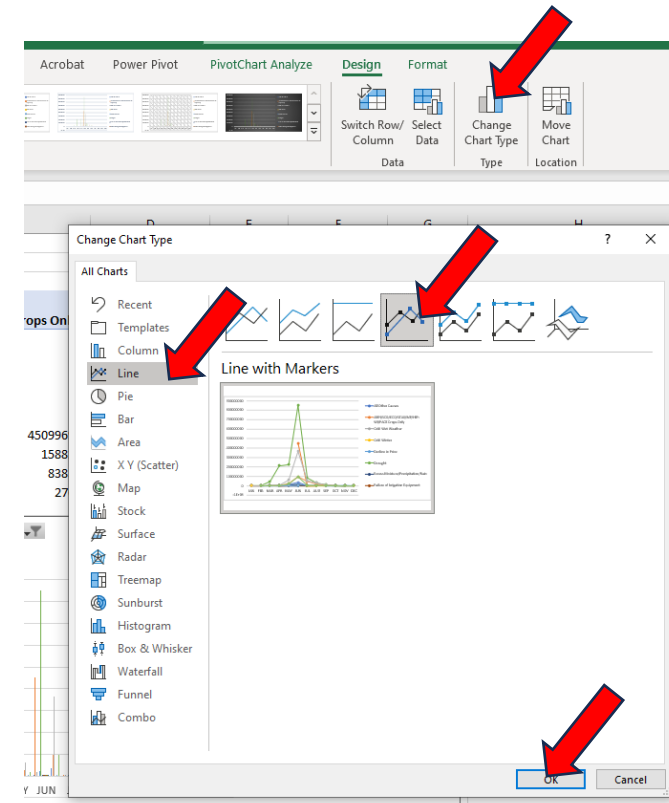 Acrobat Power Pivot PivotChart Analyze Design Format
Switch Row/ Select Change Move
Column Data Chart Type Chart
Data Type Location
D E F G H
Change Chart Type ? X
All Charts
Recent
rops Onl Templates
Column
Line Line with Markers
Pie
Bar
450996 Area
1588 X Y (Scatter)
838 Map
27 Stock
Surface
Radar
Treemap
Sunburst
Histogram
Box & Whisker
Waterfall
Funnel
Combo
OK Cancel
Y JUN